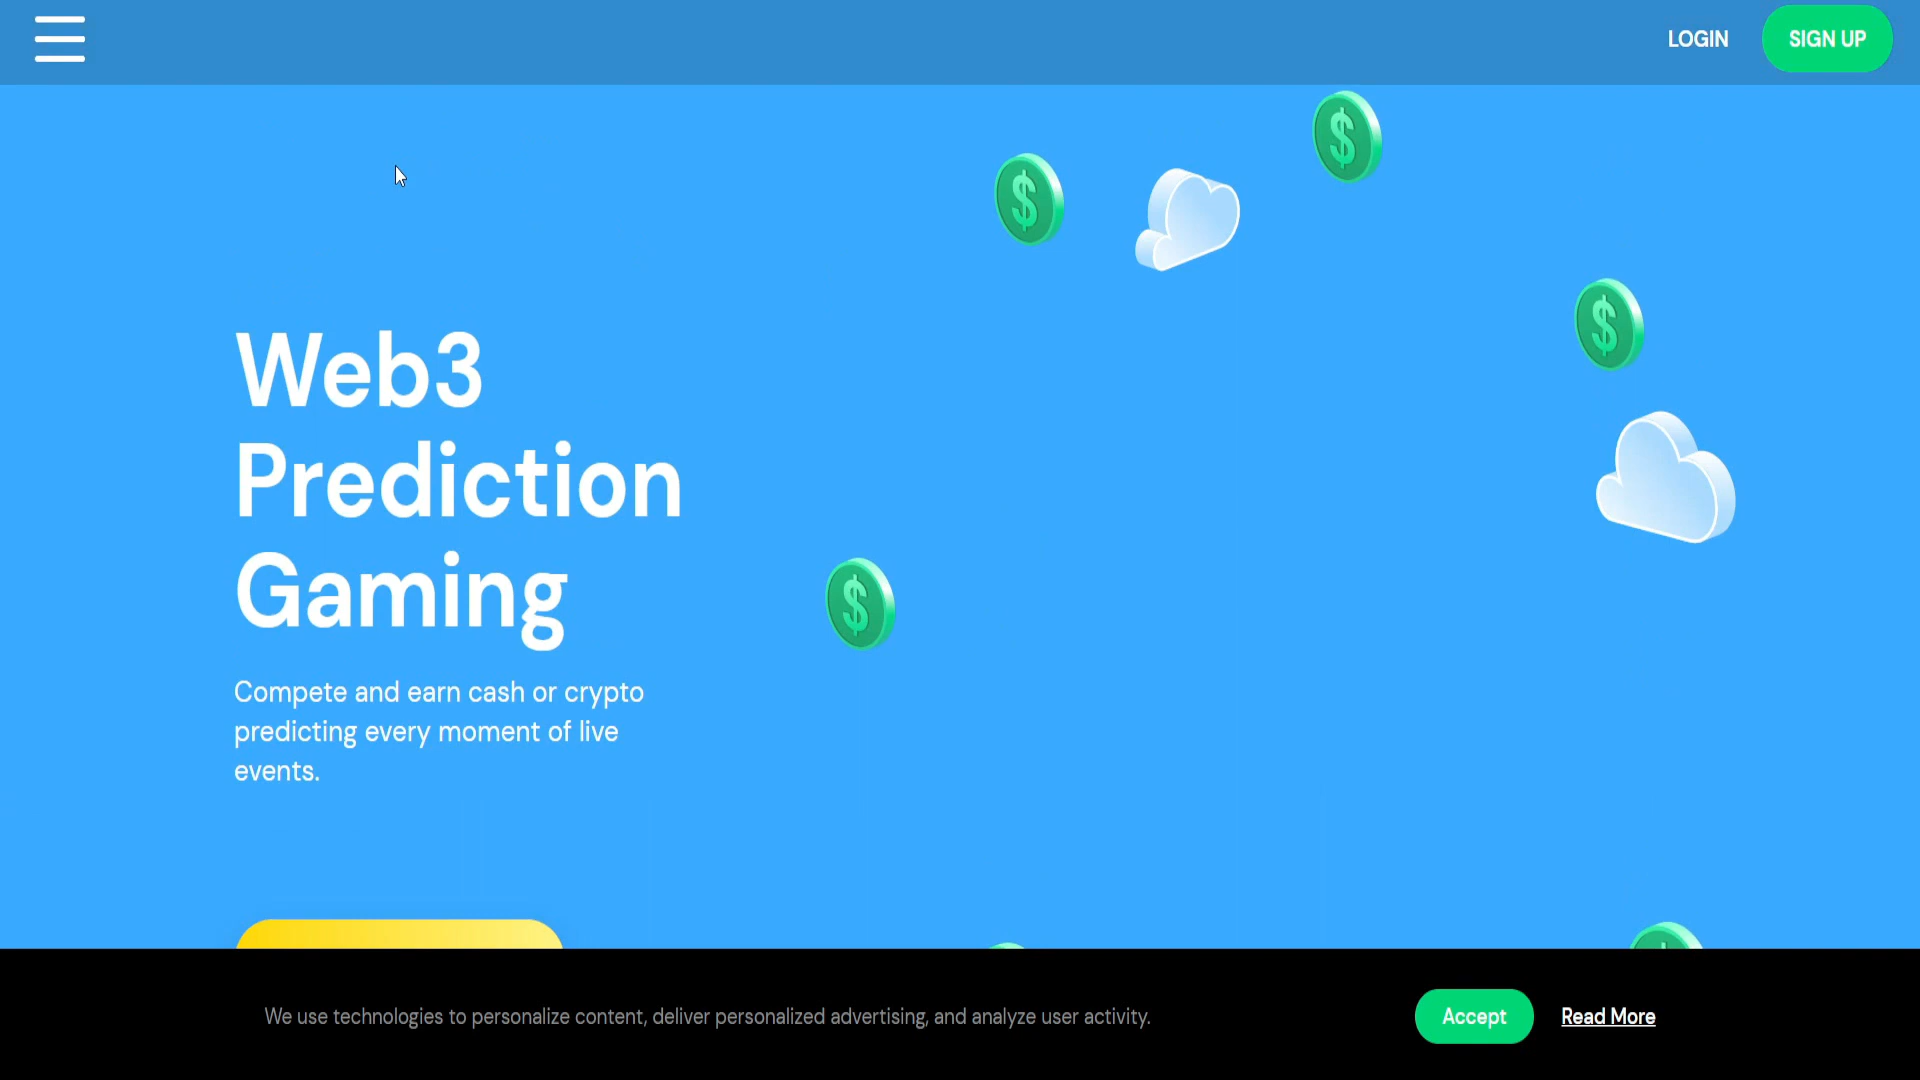 LOGIN
SIGN UP
Web3
Prediction
Gaming
Compete and earn cash or crypto
predicting every moment of live
events.
We use technologies to personalize content, deliver personalized advertising, and analyze user activity.
Accept
Read More